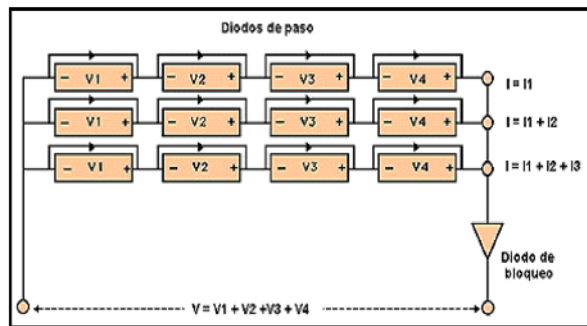 Diodos de paso
- V1 + - V2 + - V3 + - V4 +
I = I1
- V1 + - V2 + - V3 + - V4 +
I = I1 + I2
- V1 + - V2 + - V3 + - V4 +
I = I1 + I2 + I3
Diodo de
bloqueo
V = V1 + V2 +V3 + V4